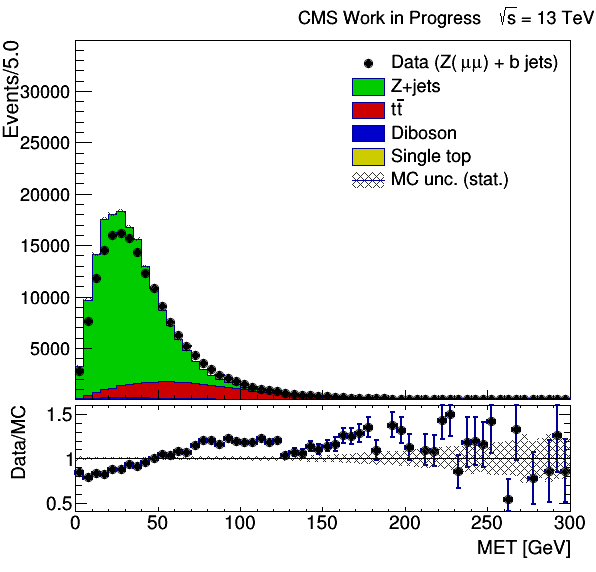 CMS Work in Progress √s = 13 TeV
Events/5.0
30000
25000
20000
15000
10000
5000
Data (Z(μμ) + b jets)
Z+jets
tt̅
Diboson
Single top
MC unc. (stat.)
Data/MC
1.5
1
0.5
0 50 100 150 200 250 300
MET [GeV]